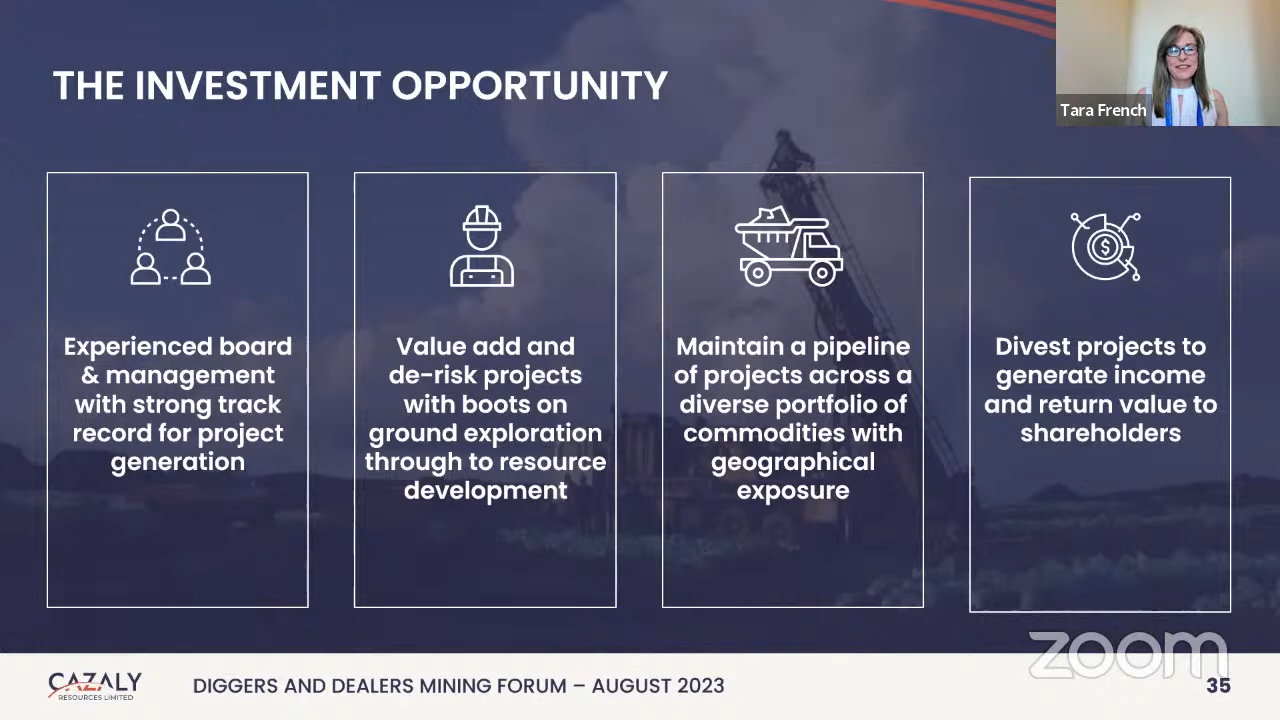 THE INVESTMENT OPPORTUNITY
Tara French
Experienced board
& management
with strong track
record for project
generation
Value add and
de-risk projects
with boots on
ground exploration
through to resource
development
$
Maintain a pipeline
of projects across a
diverse portfolio of
commodities with
geographical
exposure
Divest projects to
generate income
and return value to
shareholders
zoom
CAZALY
RESOURCES LIMITED
DIGGERS AND DEALERS MINING FORUM – AUGUST 2023
35